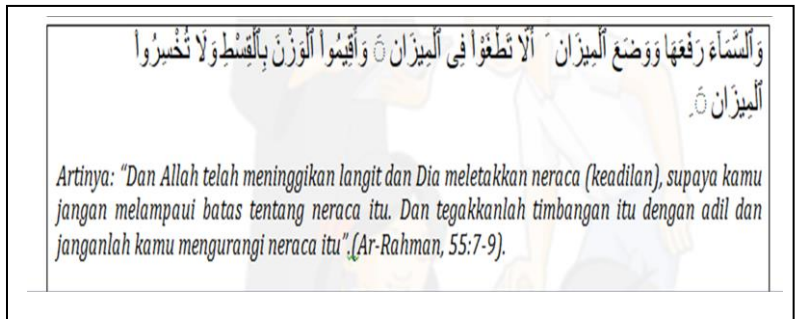 وَٱلسَّمَآءَ رَفَعَهَا وَوَضَعَ ٱلْمِيزَانَ أَلَّا تَطْغَوْا۟ فِى ٱلْمِيزَانِ وَأَقِيمُوا۟ ٱلْوَزْنَ بِٱلْقِسْطِ وَلَا تُخْسِرُوا۟
ٱلْمِيزَانَ
Artinya: “Dan Allah telah meninggikan langit dan Dia meletakkan neraca (keadilan), supaya kamu
jangan melampaui batas tentang neraca itu. Dan tegakkanlah timbangan itu dengan adil dan
janganlah kamu mengurangi neraca itu”.(Ar-Rahman, 55:7-9).